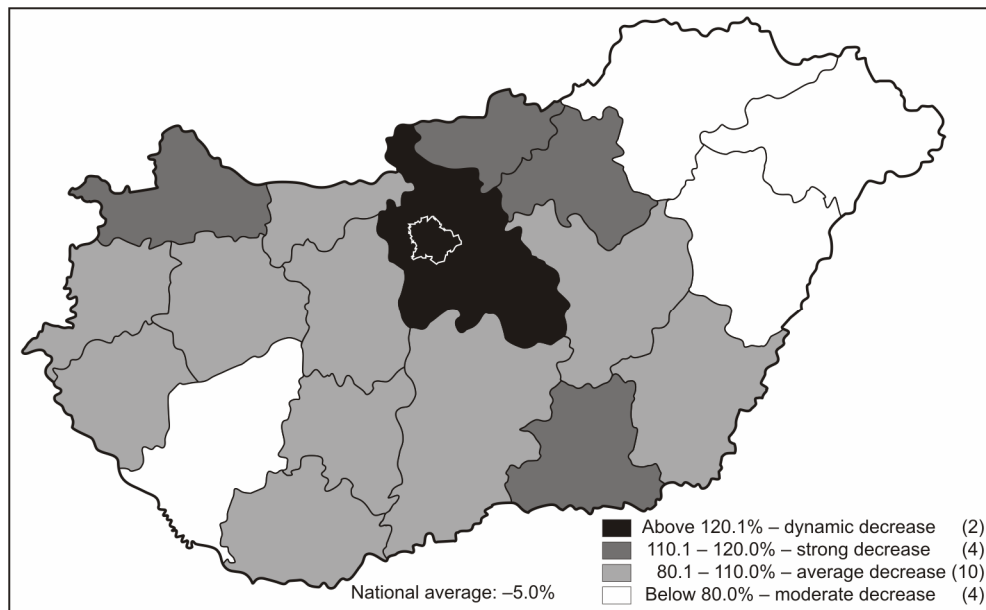 Above 120.1% – dynamic decrease (2)
110.1 – 120.0% – strong decrease (4)
80.1 – 110.0% – average decrease (10)
National average: –5.0% Below 80.0% – moderate decrease (4)